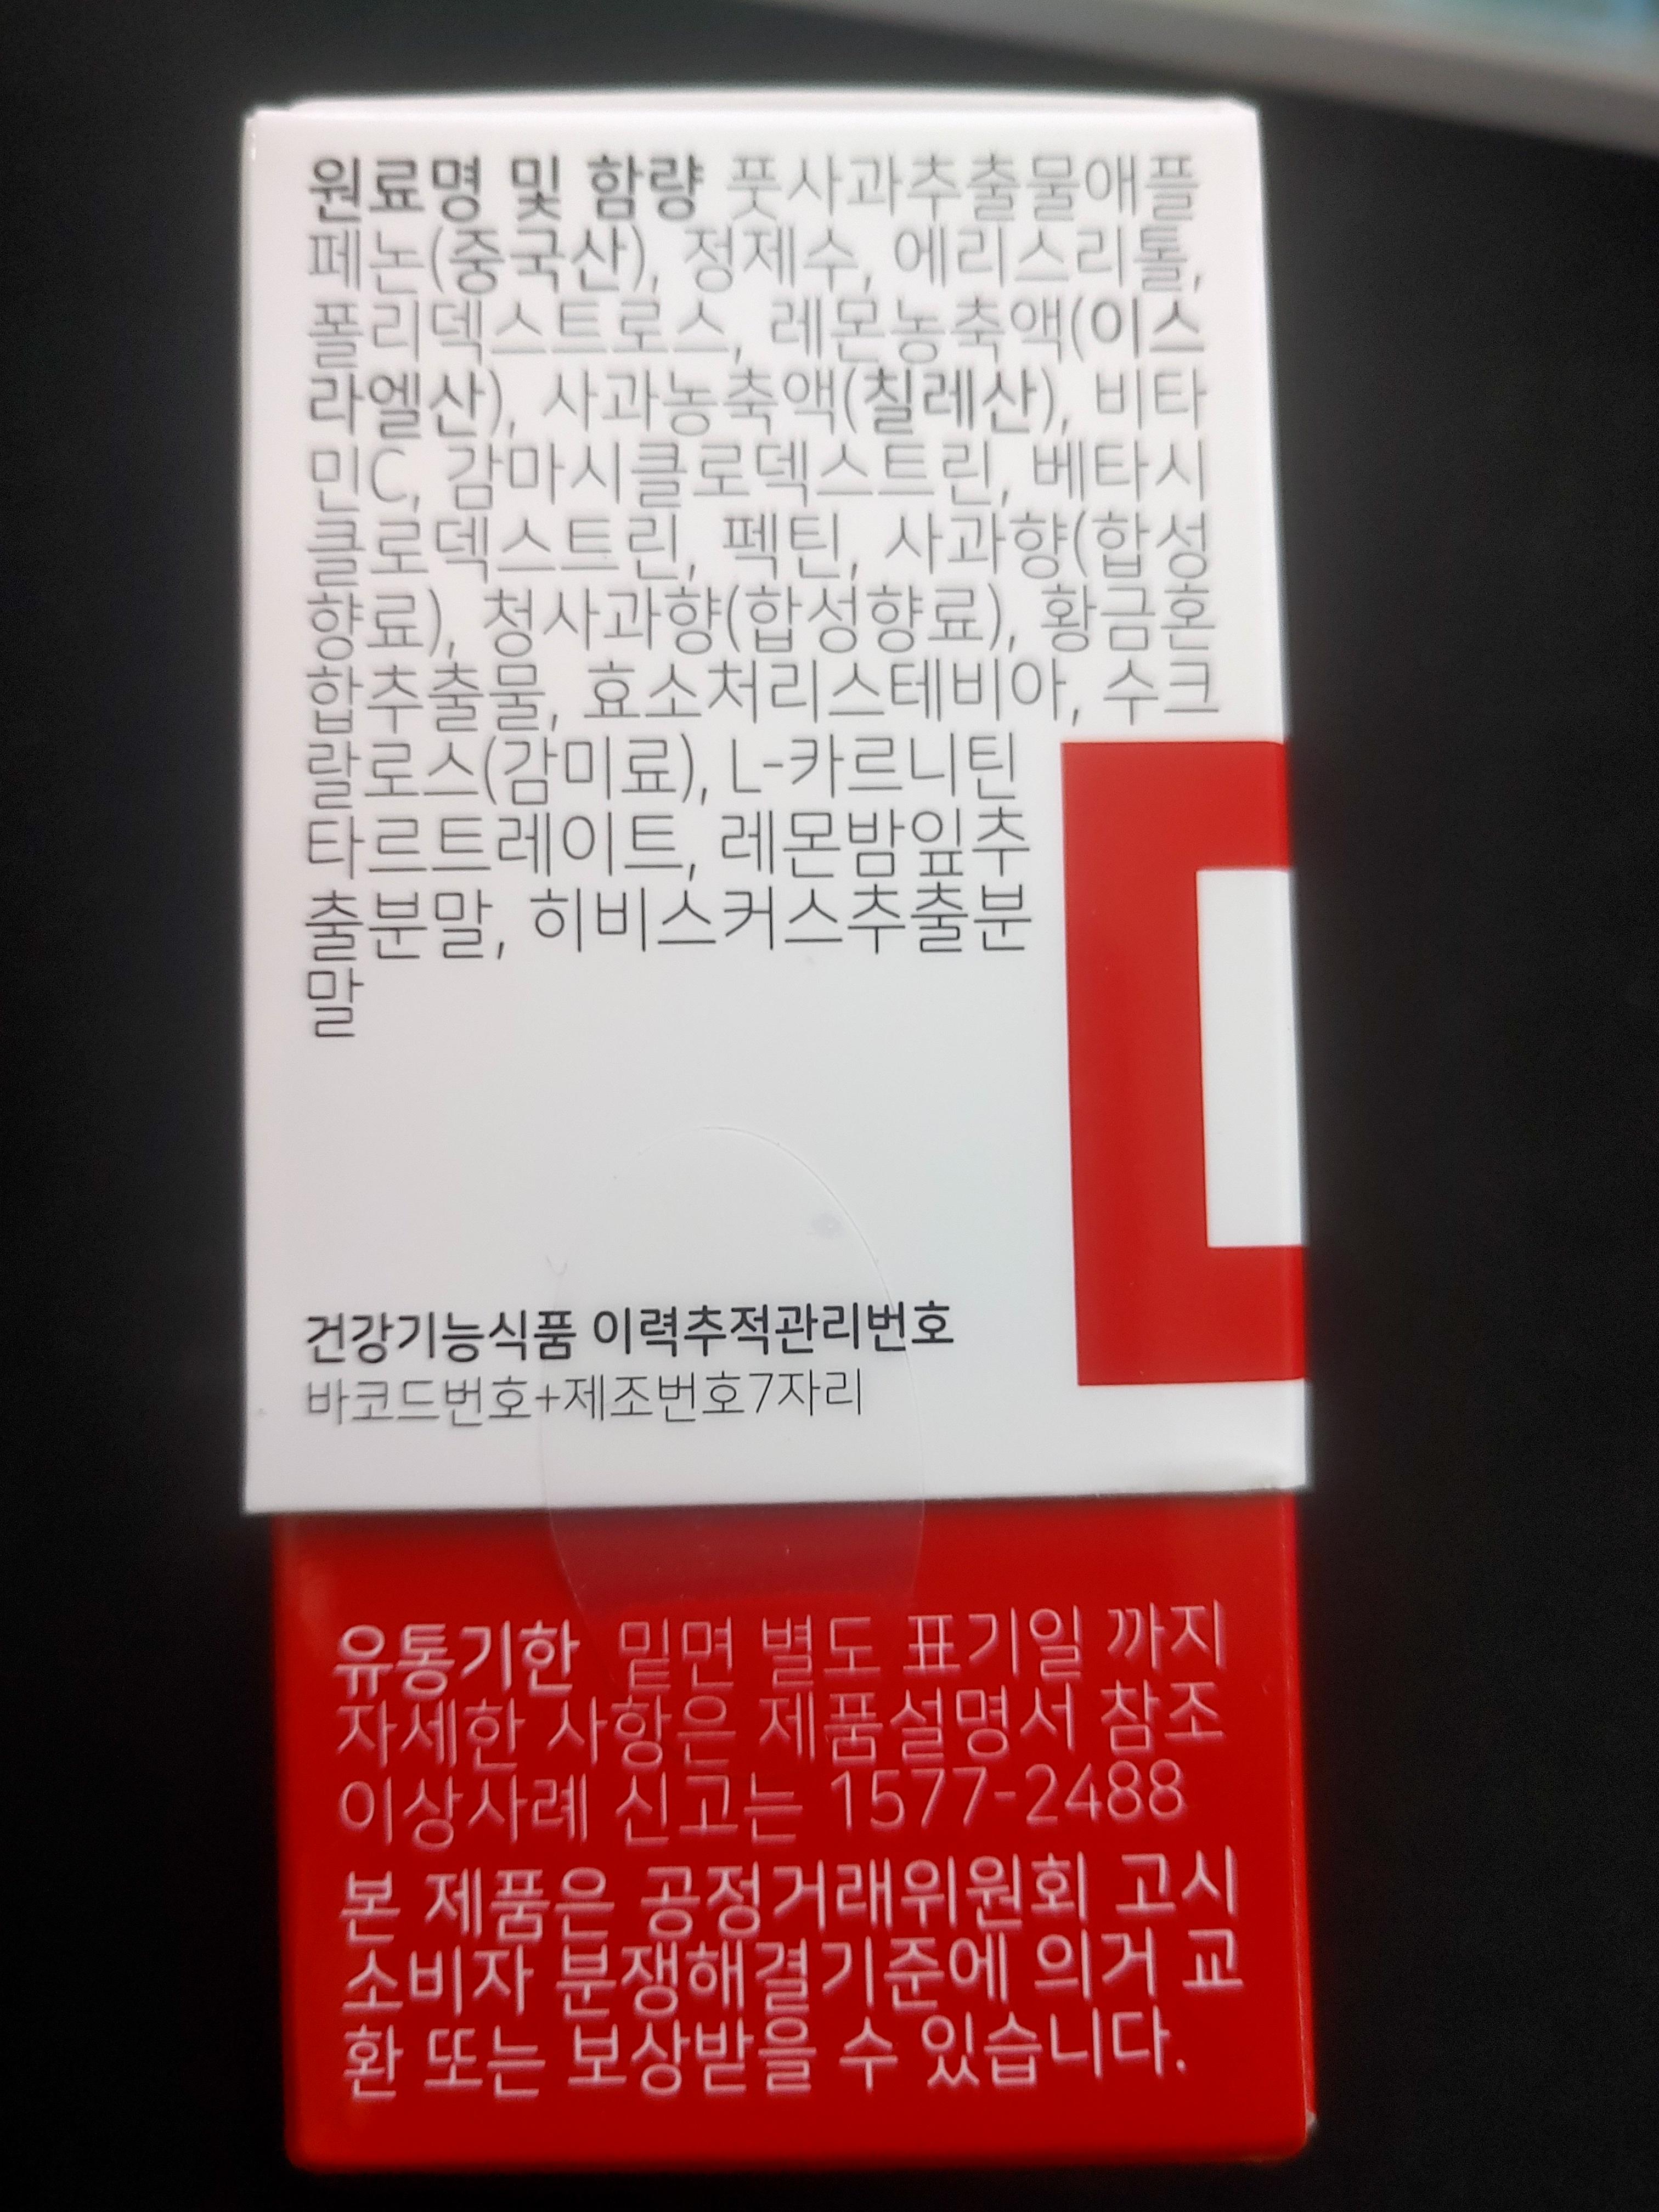 원료명 및 함량 풋사과추출물애플
페논(중국산), 정제수, 에리스리톨,
폴리덱스트로스, 레몬농축액(이스
라엘산), 사과농축액(칠레산), 비타
민C, 감마시클로덱스트린, 베타시
클로덱스트린, 펙틴, 사과향(합성
향료), 청사과향(합성향료), 황금혼
합추출물, 효소처리스테비아, 수크
랄로스(감미료), L-카르니틴
타르트레이트, 레몬밤잎추
출분말, 히비스커스추출분
말
건강기능식품 이력추적관리번호
바코드번호+제조번호7자리
유통기한 밑면 별도 표기일 까지
자세한 사항은 제품설명서 참조
이상사례 신고는 1577-2488
본 제품은 공정거래위원회 고시
소비자 분쟁해결기준에 의거 교
환 또는 보상받을 수 있습니다.